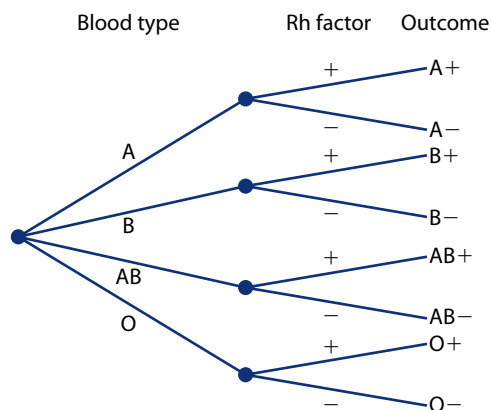 Blood type Rh factor Outcome
+ A+
− A−
A
+ B+
B
− B−
+ AB+
AB
− AB−
O
+ O+
− O−